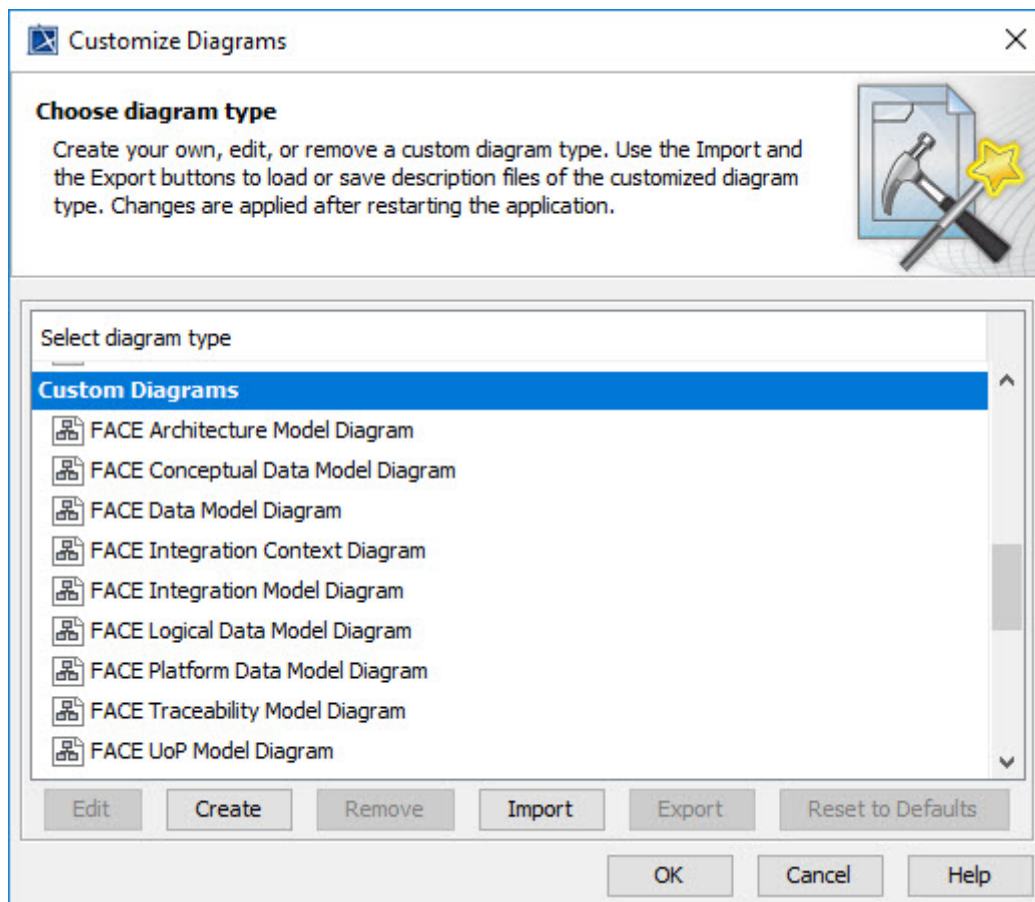 Customize Diagrams
Choose diagram type
Create your own, edit, or remove a custom diagram type. Use the Import and
the Export buttons to load or save description files of the customized diagram
type. Changes are applied after restarting the application.
Select diagram type
Custom Diagrams
FACE Architecture Model Diagram
FACE Conceptual Data Model Diagram
FACE Data Model Diagram
FACE Integration Context Diagram
FACE Integration Model Diagram
FACE Logical Data Model Diagram
FACE Platform Data Model Diagram
FACE Traceability Model Diagram
FACE UoP Model Diagram
Edit Create Remove Import Export Reset to Defaults
OK Cancel Help